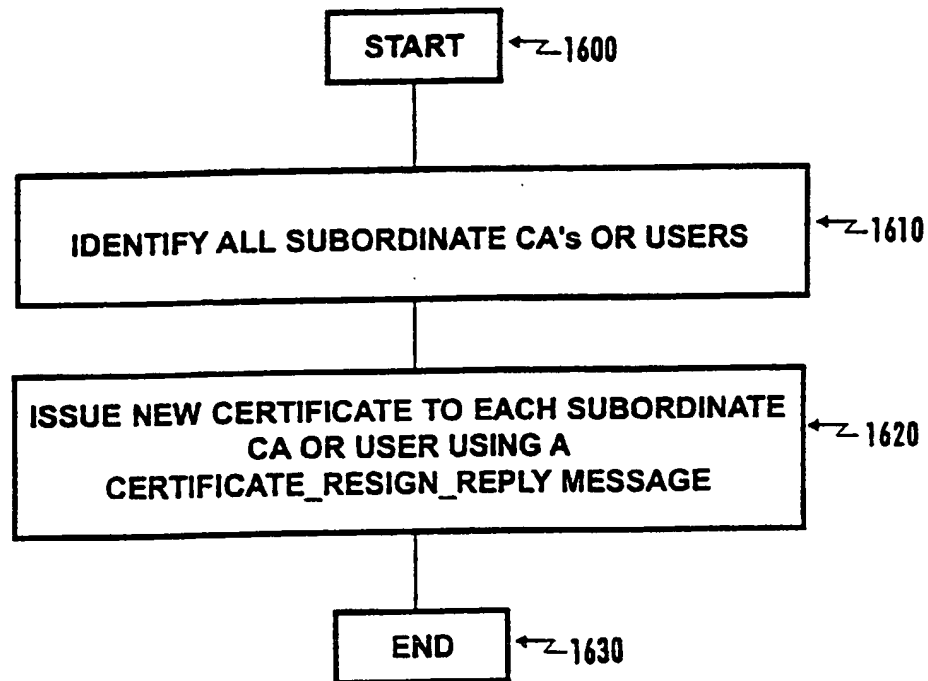 START
1600
IDENTIFY ALL SUBORDINATE CA's OR USERS
1610
ISSUE NEW CERTIFICATE TO EACH SUBORDINATE
CA OR USER USING A
CERTIFICATE_RESIGN_REPLY MESSAGE
1620
END
1630